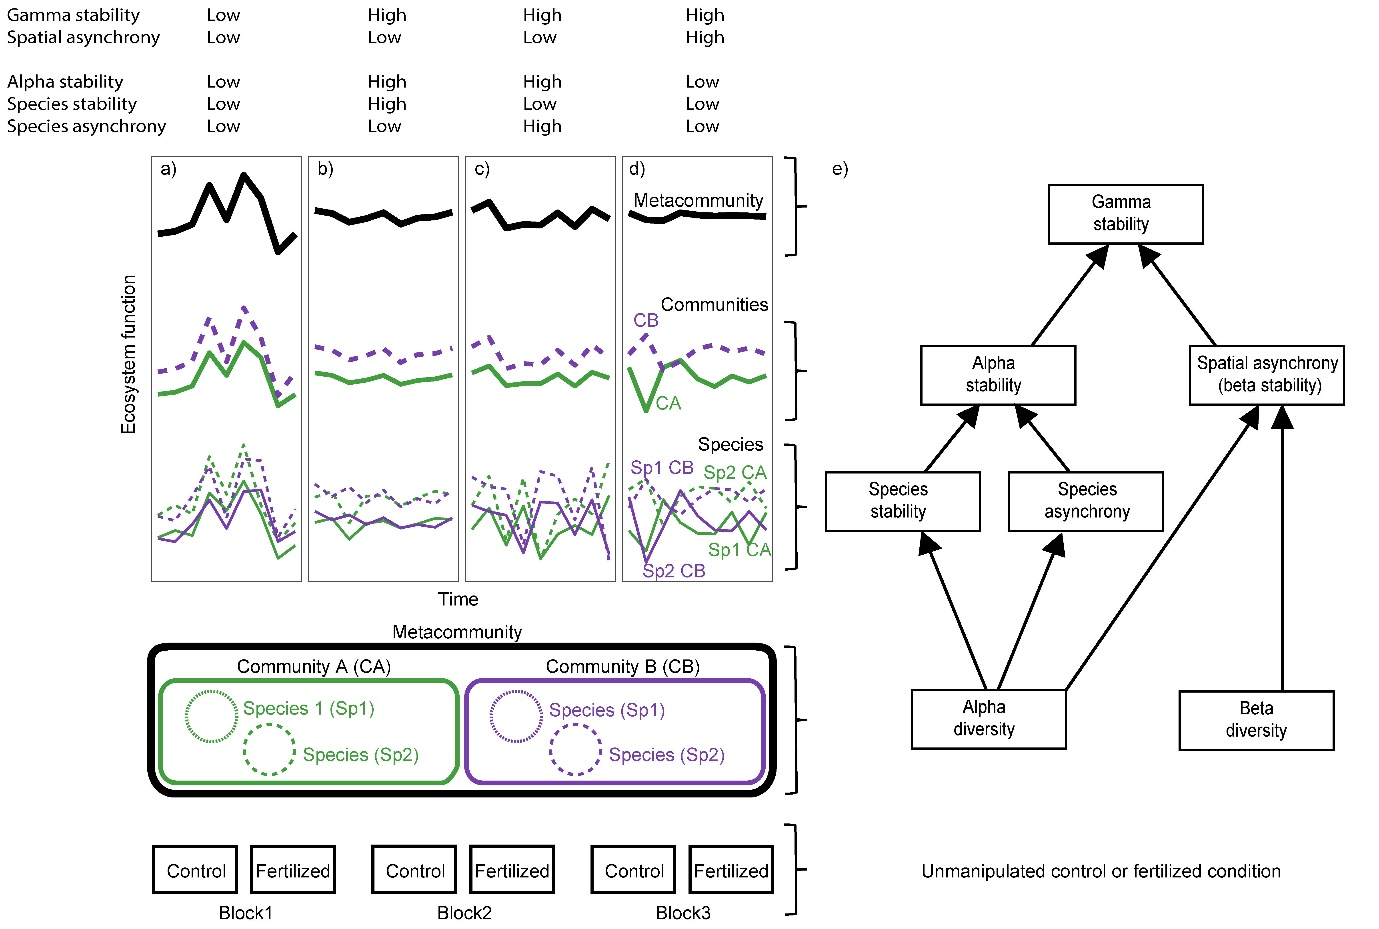 Gamma stability Low High High High
Spatial asynchrony Low Low Low High
Alpha stability Low High High Low
Species stability Low High Low Low
Species asynchrony Low Low High Low
a) b) c) d) e)
Metacommunity
Communities
CB
CA
Species
Sp1 CB Sp2 CA
Sp1 CA
Sp2 CB
Ecosystem function
Time
Metacommunity
Community A (CA)
Species 1 (Sp1)
Species (Sp2)
Community B (CB)
Species (Sp1)
Species (Sp2)
Control Fertilized Control Fertilized Control Fertilized
Block1 Block2 Block3
Gamma
stability
Alpha
stability
Spatial asynchrony
(beta stability)
Species
stability
Species
asynchrony
Alpha
diversity
Beta
diversity
Unmanipulated control or fertilized condition